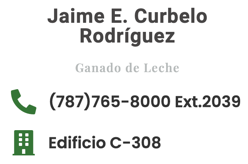 Jaime E. Curbelo
Rodríguez
Ganado de Leche
(787)765-8000 Ext.2039
Edificio C-308